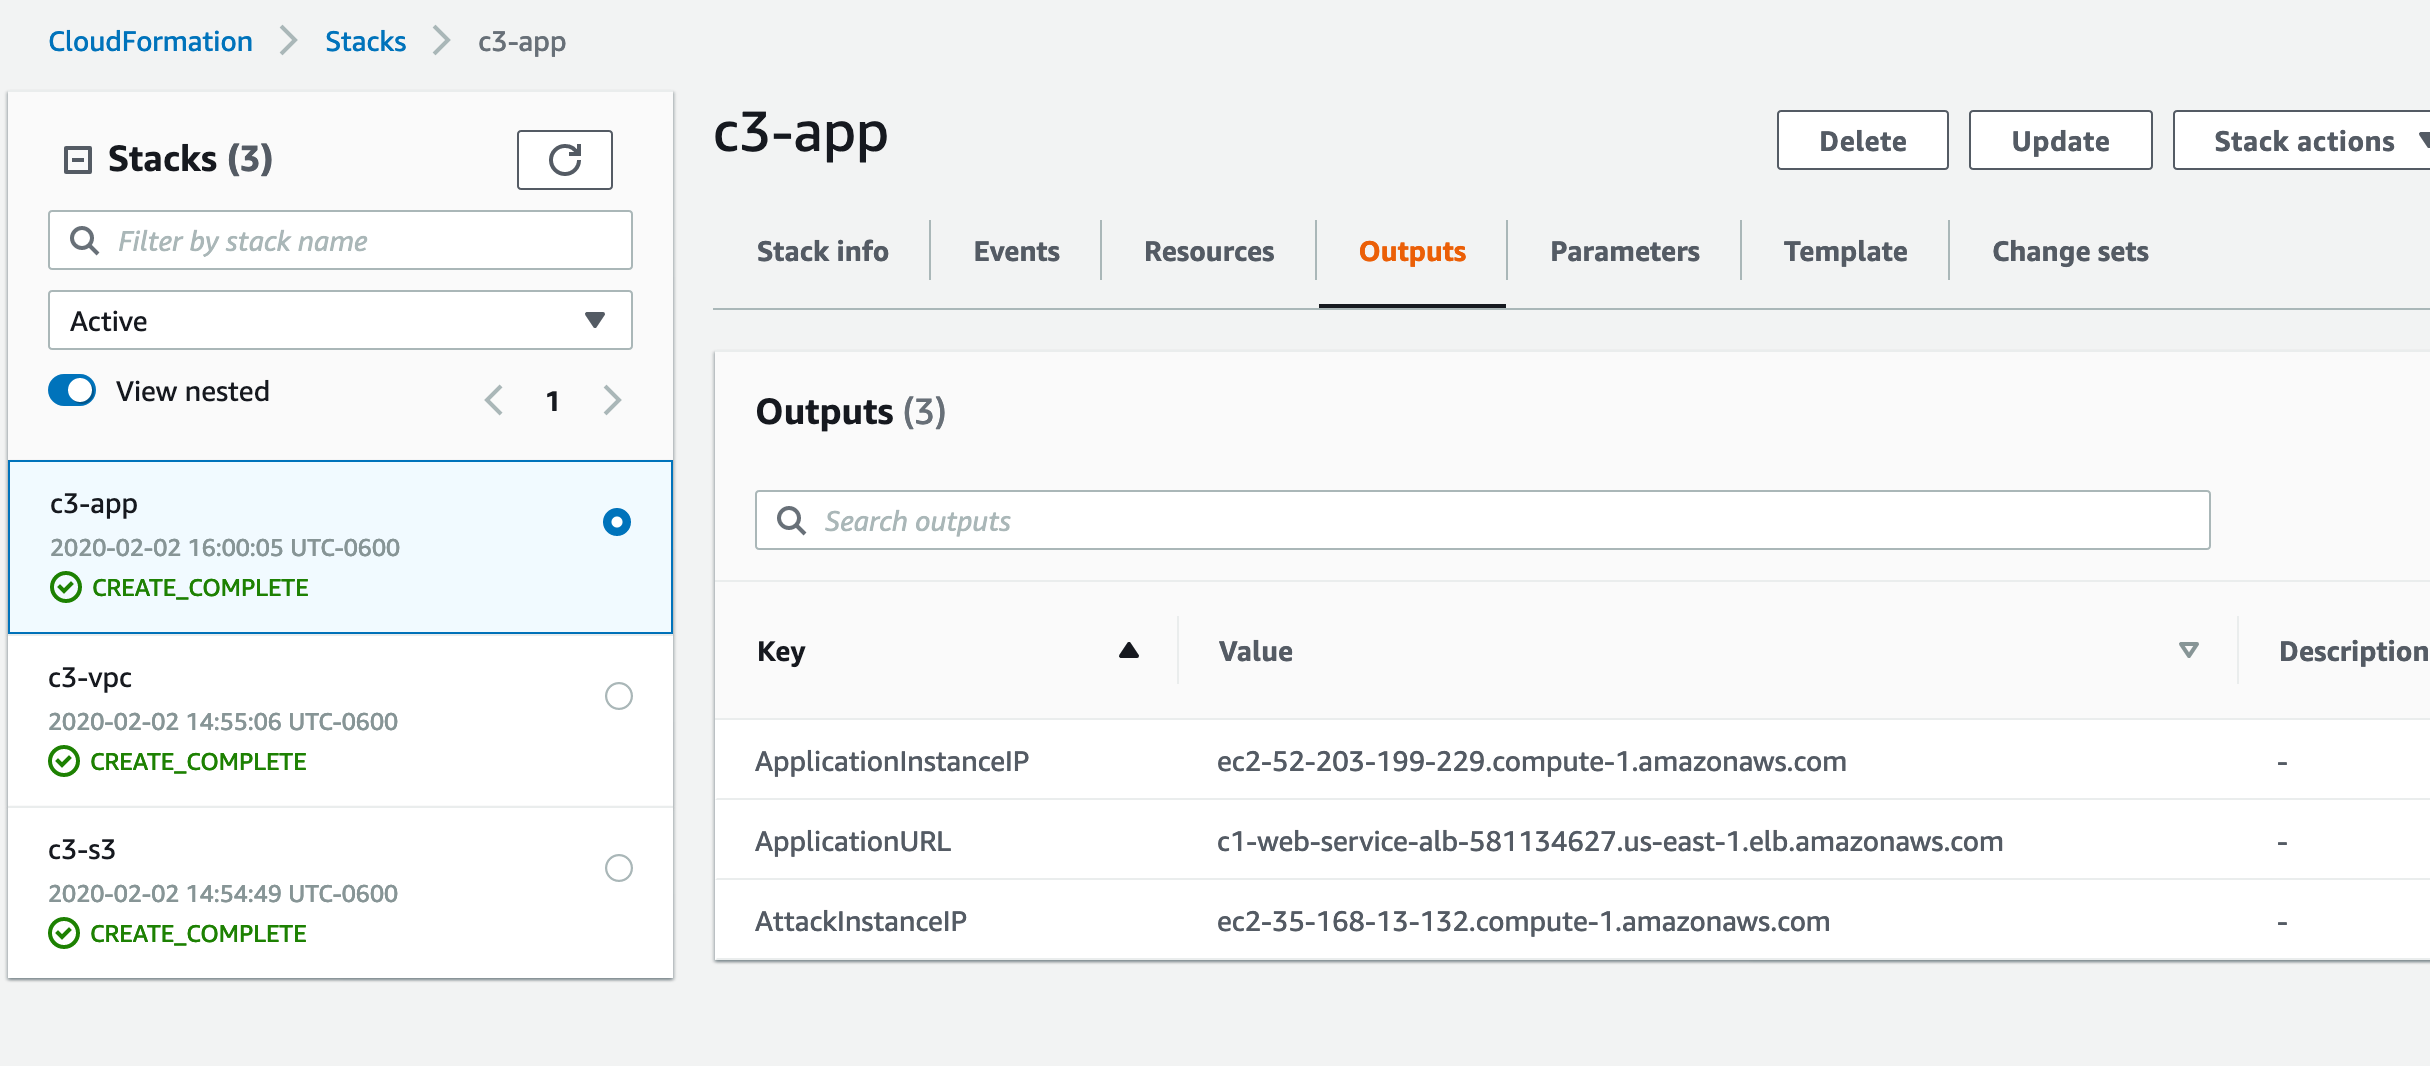 CloudFormation > Stacks > c3-app
Stacks (3)
Filter by stack name
Active
View nested
1
c3-app
2020-02-02 16:00:05 UTC-0600
CREATE_COMPLETE
c3-vpc
2020-02-02 14:55:06 UTC-0600
CREATE_COMPLETE
c3-s3
2020-02-02 14:54:49 UTC-0600
CREATE_COMPLETE
c3-app
Delete Update Stack actions
Stack info Events Resources Outputs Parameters Template Change sets
Outputs (3)
Search outputs
Key Value Description
ApplicationInstanceIP ec2-52-203-199-229.compute-1.amazonaws.com -
ApplicationURL c1-web-service-alb-581134627.us-east-1.elb.amazonaws.com -
AttackInstanceIP ec2-35-168-13-132.compute-1.amazonaws.com -